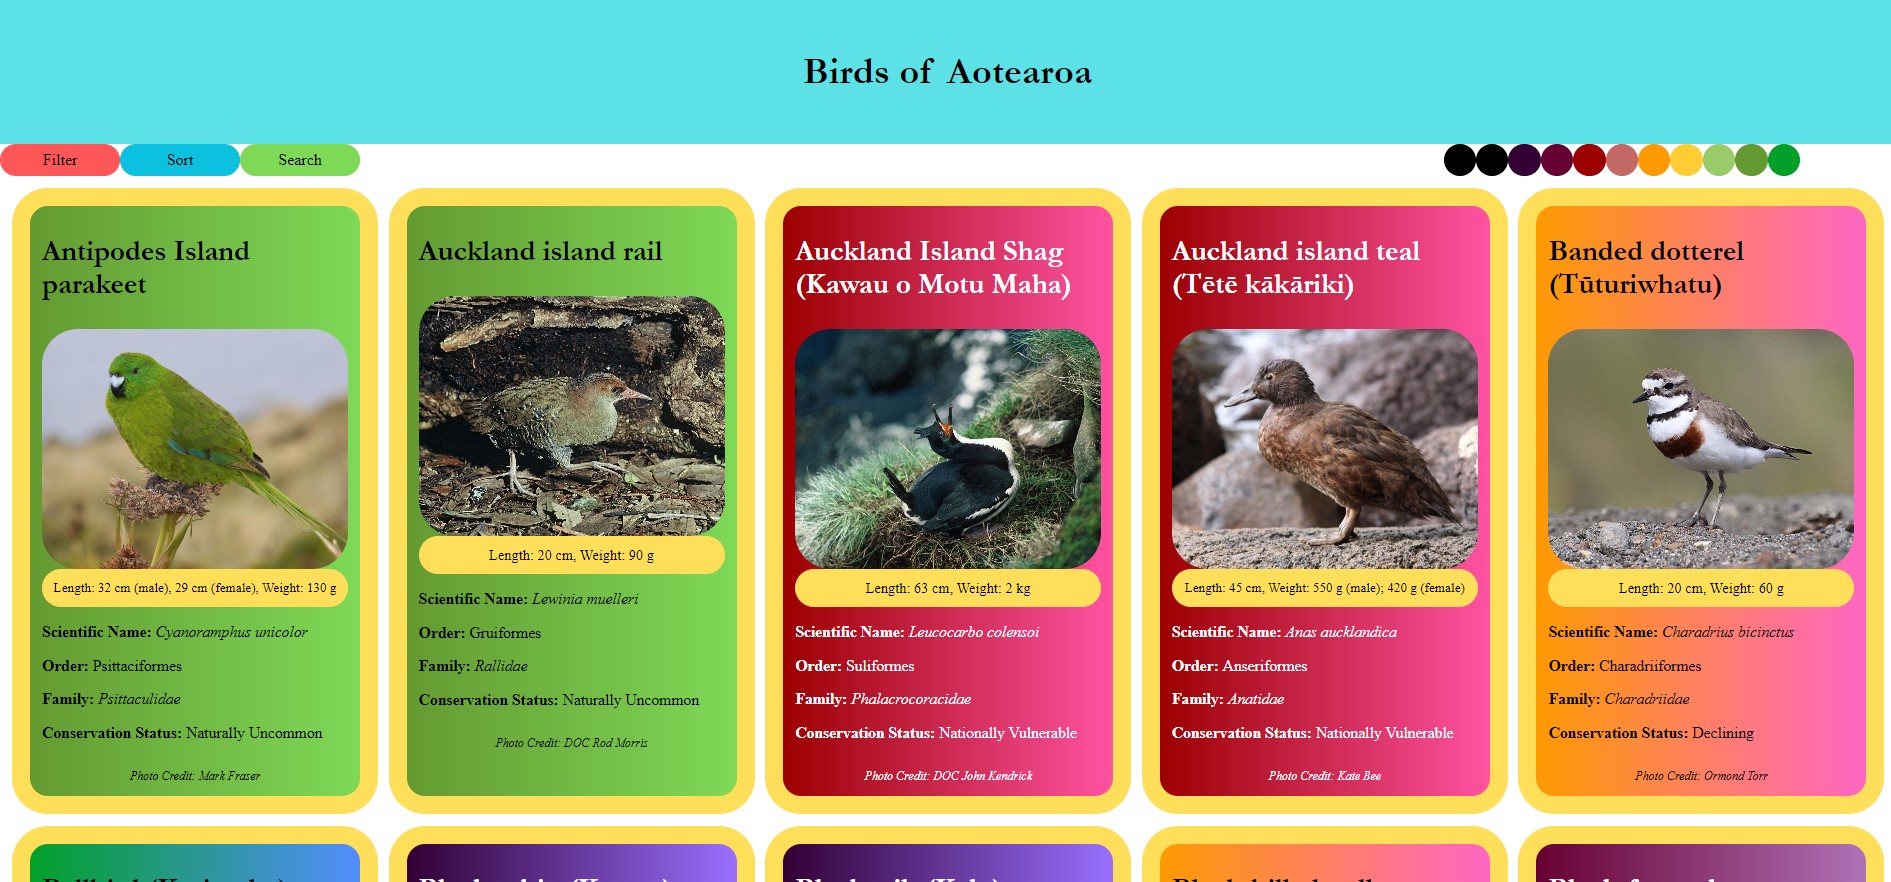 Birds of Aotearoa
Filter
Sort
Search
Antipodes Island
parakeet
Length: 32 cm (male), 29 cm (female), Weight: 130 g
Scientific Name: Cyanoramphus unicolor
Order: Psittaciformes
Family: Psittaculidae
Conservation Status: Naturally Uncommon
Photo Credit: Mark Fraser
Auckland island rail
Length: 20 cm, Weight: 90 g
Scientific Name: Lewinia muelleri
Order: Gruiformes
Family: Rallidae
Conservation Status: Naturally Uncommon
Photo Credit: DOC Rod Morris
Auckland Island Shag
(Kawau o Motu Maha)
Length: 63 cm, Weight: 2 kg
Scientific Name: Leucocarbo colensoi
Order: Suliformes
Family: Phalacrocoracidae
Conservation Status: Nationally Vulnerable
Photo Credit: DOC John Kendrick
Auckland island teal
(Tētē kākāriki)
Length: 45 cm, Weight: 550 g (male); 420 g (female)
Scientific Name: Anas aucklandica
Order: Anseriformes
Family: Anatidae
Conservation Status: Nationally Vulnerable
Photo Credit: Kate Bee
Banded dotterel
(Tūturiwhatu)
Length: 20 cm, Weight: 60 g
Scientific Name: Charadrius bicinctus
Order: Charadriiformes
Family: Charadriidae
Conservation Status: Declining
Photo Credit: Ormond Torr